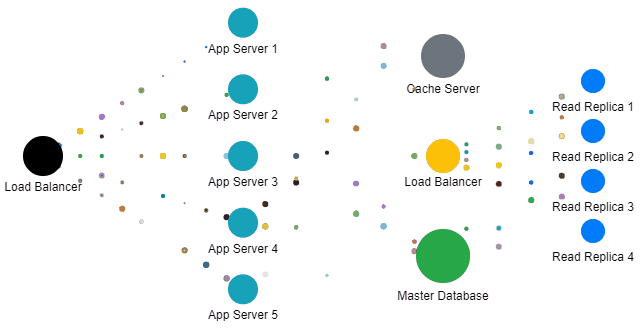 Load Balancer
App Server 1
App Server 2
App Server 3
App Server 4
App Server 5
Cache Server
Load Balancer
Master Database
Read Replica 1
Read Replica 2
Read Replica 3
Read Replica 4